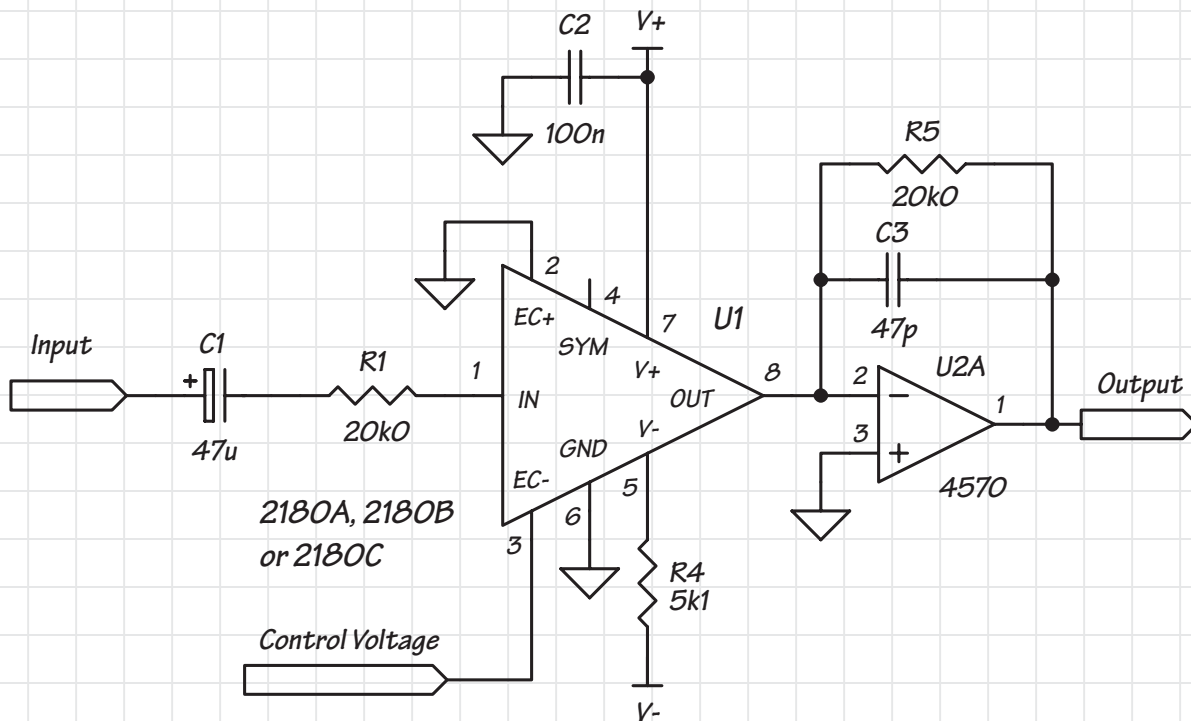 C2
V+
100n
R5
20k0
C3
47p
2
4
7
U1
EC+
SYM
V+
Input
C1
+
47u
R1
20k0
1
IN
OUT
8
V-
GND
EC-
2
U2A
1
3
4570
Output
2180A, 2180B
or 2180C
3
6
5
R4
5k1
Control Voltage
V-